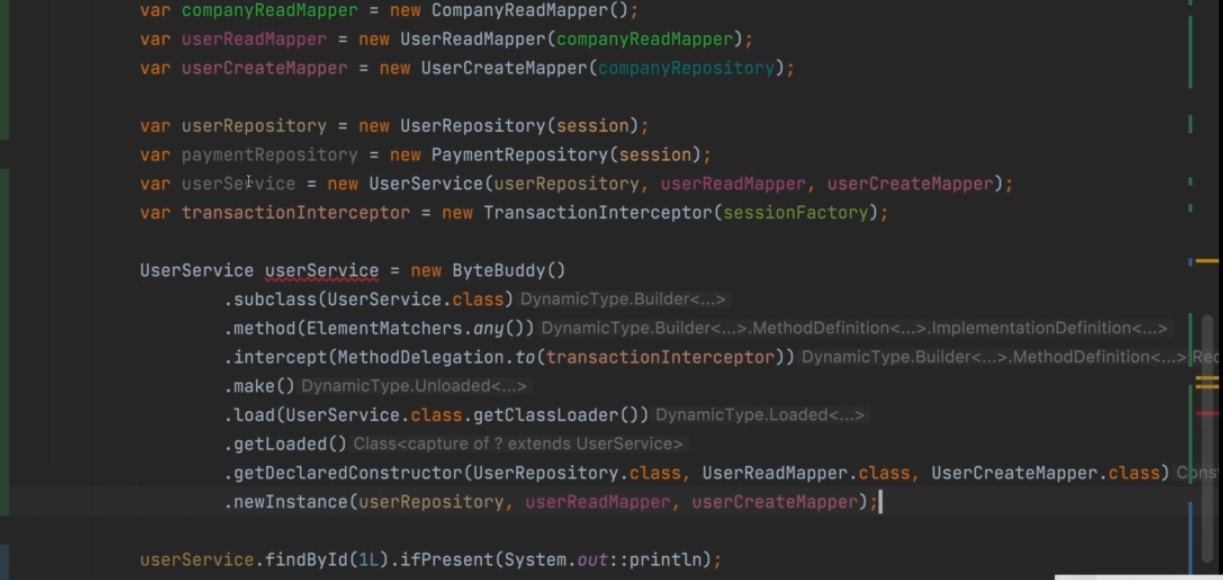 var companyReadMapper = new CompanyReadMapper();
var userReadMapper = new UserReadMapper(companyReadMapper);
var userCreateMapper = new UserCreateMapper(companyRepository);
var userRepository = new UserRepository(session);
var paymentRepository = new PaymentRepository(session);
var userService = new UserService(userRepository, userReadMapper, userCreateMapper);
var transactionInterceptor = new TransactionInterceptor(sessionFactory);
UserService userService = new ByteBuddy()
.subclass(UserService.class) DynamicType.Builder<...>
.method(ElementMatchers.any()) DynamicType.Builder<...>.MethodDefinition<...>.ImplementationDefinition<...>
.intercept(MethodDelegation.to(transactionInterceptor)) DynamicType.Builder<...>.MethodDefinition<...>
.make() DynamicType.Unloaded<...>
.load(UserService.class.getClassLoader()) DynamicType.Loaded<...>
.getLoaded() Class<capture of ? extends UserService>
.getDeclaredConstructor(UserRepository.class, UserReadMapper.class, UserCreateMapper.class)
.newInstance(userRepository, userReadMapper, userCreateMapper);
userService.findById(1L).ifPresent(System.out::println);